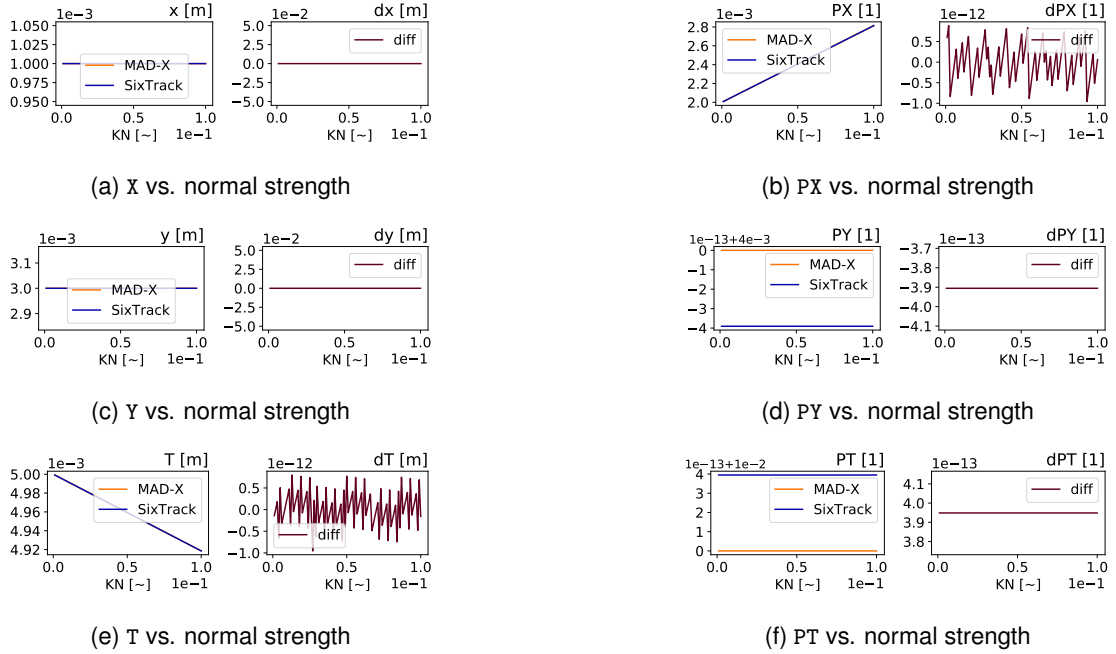 1e−3 x [m] 1e−2 dx [m]
1.050
1.025
1.000
0.975
0.950
MAD-X
SixTrack
5.0
2.5
0.0
−2.5
−5.0
diff
0.0 0.5 1.0 0.0 0.5 1.0
KN [~] 1e−1 KN [~] 1e−1
(a) X vs. normal strength
1e−3 PX [1] 1e−12 dPX [1]
2.8
2.6
2.4
2.2
2.0
MAD-X
SixTrack
0.5
0.0
−0.5
−1.0
diff
0.0 0.5 1.0 0.0 0.5 1.0
KN [~] 1e−1 KN [~] 1e−1
(b) PX vs. normal strength
1e−3 y [m] 1e−2 dy [m]
3.1
3.0
2.9
MAD-X
SixTrack
5.0
2.5
0.0
−2.5
−5.0
diff
0.0 0.5 1.0 0.0 0.5 1.0
KN [~] 1e−1 KN [~] 1e−1
(c) Y vs. normal strength
1e−13+4e−3 PY [1] 1e−13 dPY [1]
0
−1
−2
−3
−4
MAD-X
SixTrack
−3.7
−3.8
−3.9
−4.0
−4.1
diff
0.0 0.5 1.0 0.0 0.5 1.0
KN [~] 1e−1 KN [~] 1e−1
(d) PY vs. normal strength
1e−3 T [m] 1e−12 dT [m]
5.00
4.98
4.96
4.94
4.92
MAD-X
SixTrack
0.5
0.0
−0.5
−1.0
diff
0.0 0.5 1.0 0.0 0.5 1.0
KN [~] 1e−1 KN [~] 1e−1
(e) T vs. normal strength
1e−13+1e−2 PT [1] 1e−13 dPT [1]
4
3
2
1
0
MAD-X
SixTrack
4.1
4.0
3.9
3.8
diff
0.0 0.5 1.0 0.0 0.5 1.0
KN [~] 1e−1 KN [~] 1e−1
(f) PT vs. normal strength